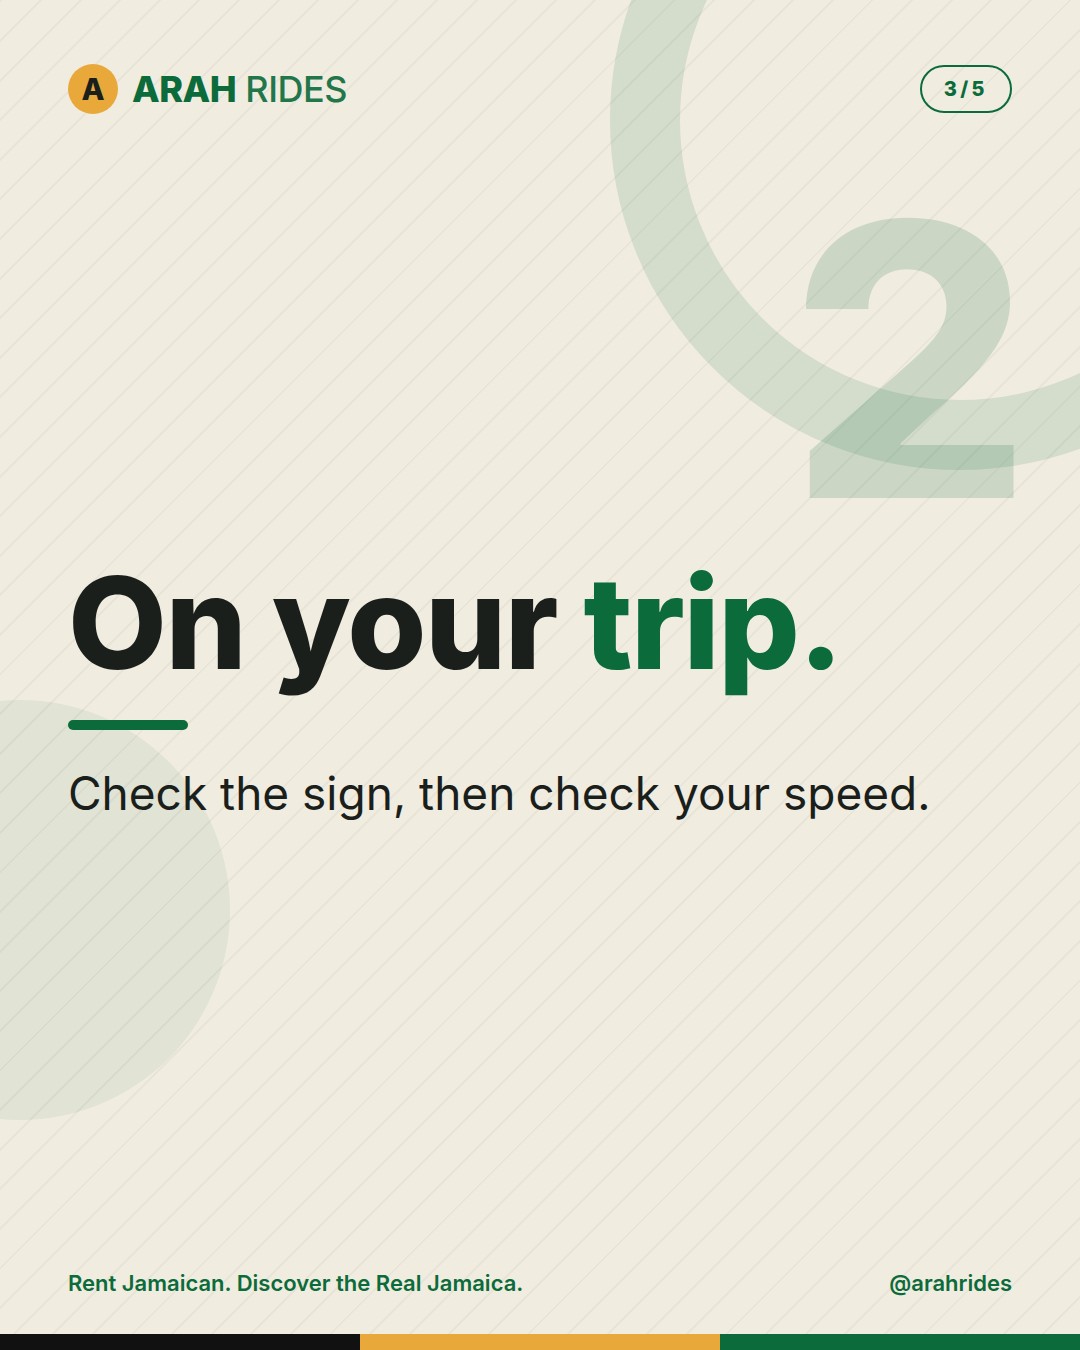 A ARAH RIDES
3/5
2
On your trip.
Check the sign, then check your speed.
Rent Jamaican. Discover the Real Jamaica.
@arahrides